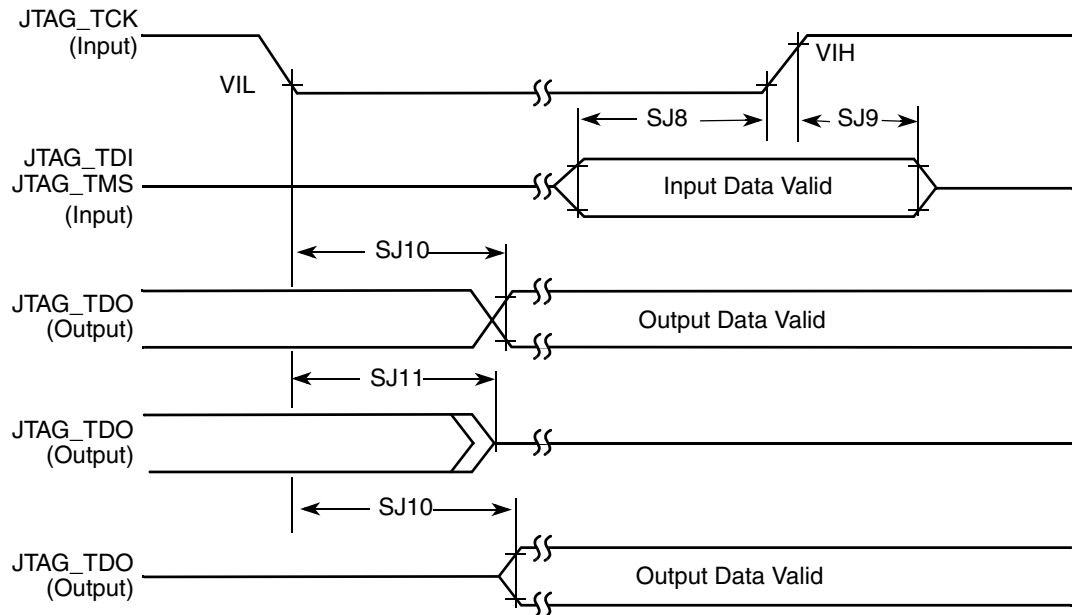 JTAG_TCK
(Input)
VIH
VIL
SJ8
SJ9
JTAG_TDI
JTAG_TMS
(Input)
Input Data Valid
SJ10
JTAG_TDO
(Output)
Output Data Valid
SJ11
JTAG_TDO
(Output)
SJ10
JTAG_TDO
(Output)
Output Data Valid